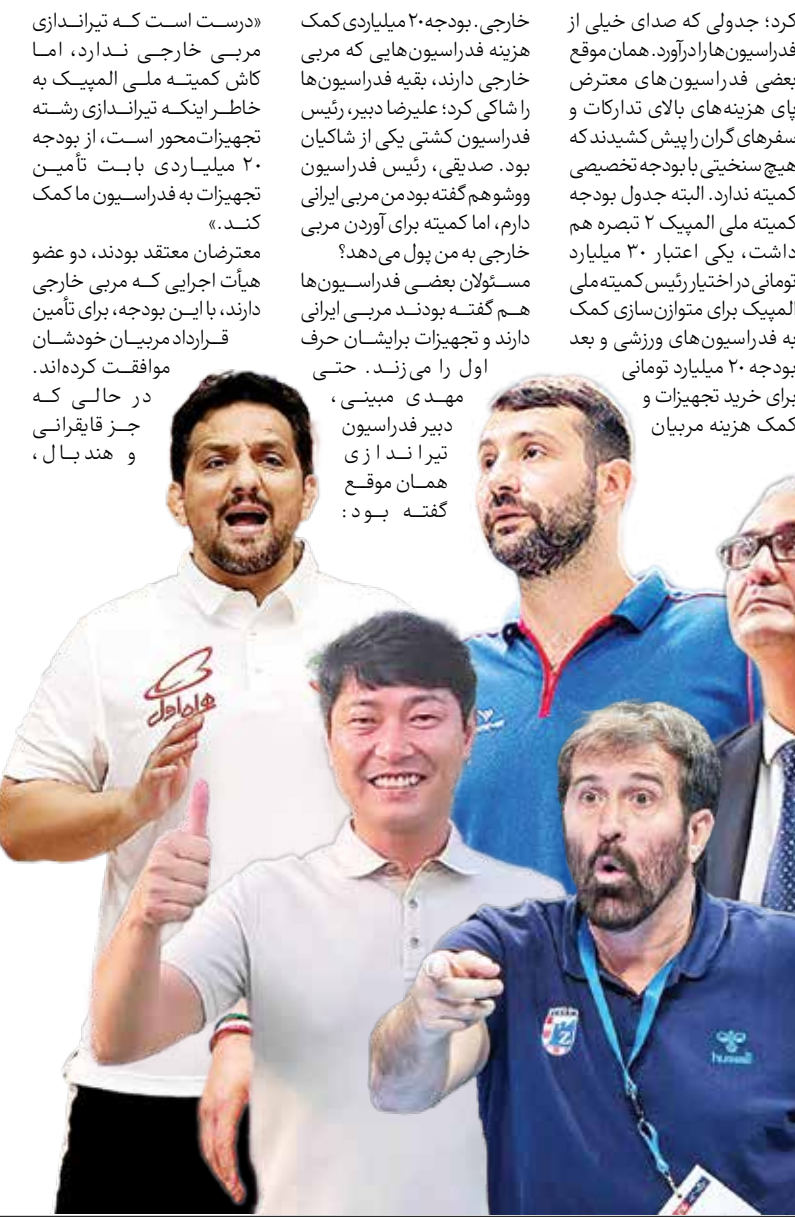 کرد؛ جدولی که صدای خیلی از
فدراسیون‌ها را درآورد. همان موقع
بعضی فدراسیون‌های معترض
پای هزینه‌های بالای تدارکات و
سفرهای گران را پیش کشیدند که
هیچ سنخیتی با بودجه تخصیصی
کمیته ندارد. البته جدول بودجه
کمیته ملی المپیک ۲ تبصره هم
داشت، یکی اعتبار ۳۰ میلیارد
تومانی در اختیار رئیس کمیته ملی
المپیک برای متوازن‌سازی کمک
به فدراسیون‌های ورزشی و بعد
بودجه ۲۰ میلیارد تومانی
برای خرید تجهیزات و
کمک هزینه مربیان
خارجی. بودجه ۲۰ میلیاردی کمک
هزینه فدراسیون‌هایی که مربی
خارجی دارند، بقیه فدراسیون‌ها
را شاکی کرد؛ علیرضا دبیر، رئیس
فدراسیون کشتی یکی از شاکیان
بود. صدیقی، رئیس فدراسیون
ووشو هم گفته بود من مربی ایرانی
دارم، اما کمیته برای آوردن مربی
خارجی به من پول می‌دهد؟
مسئولان بعضی فدراسیون‌ها
هم گفته بودند مربی ایرانی
دارند و تجهیزات برایشان حرف
اول را می‌زند. حتی
مهدی مبینی،
دبیر فدراسیون
تیراندازی
همان موقع
گفته بود:
«درست است که تیراندازی
مربی خارجی ندارد، اما
کاش کمیته ملی المپیک به
خاطر اینکه تیراندازی رشته
تجهیزات‌محور است، از بودجه
۲۰ میلیاردی بابت تأمین
تجهیزات به فدراسیون ما کمک
کند.»
معترضان معتقد بودند، دو عضو
هیأت اجرایی که مربی خارجی
دارند، با این بودجه، برای تأمین
قرارداد مربیان خودشان
موافقت کرده‌اند.
در حالی که
جز قایقرانی
و هندبال،
همراه اول
hummel